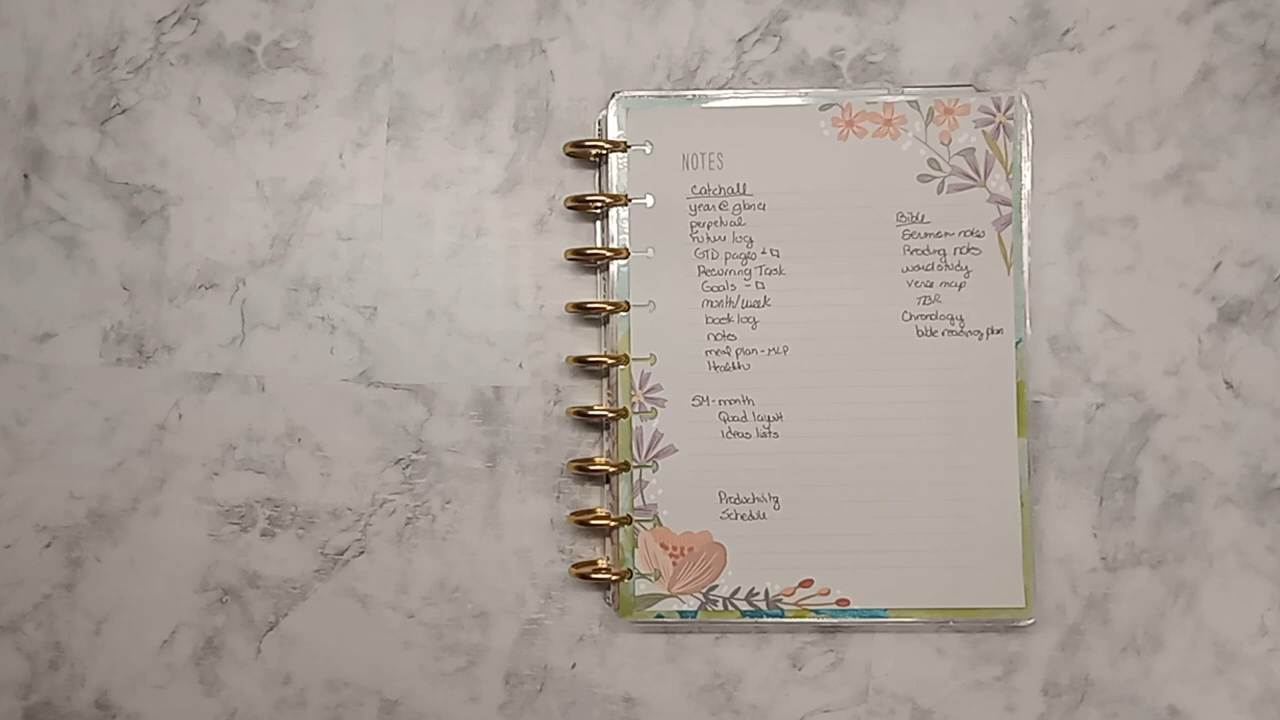 NOTES
Catchall
year @ glance
perpetual
Future log
GTD pages
Recurring Task
Goals -
month/week
book log
notes
meal plan - MLP
Health
SM-month
Quad layout
ideas lists
Productivity
Schedule
Bible
Sermon notes
Reading notes
word study
verse map
TBR
Chronology
bible reading plan